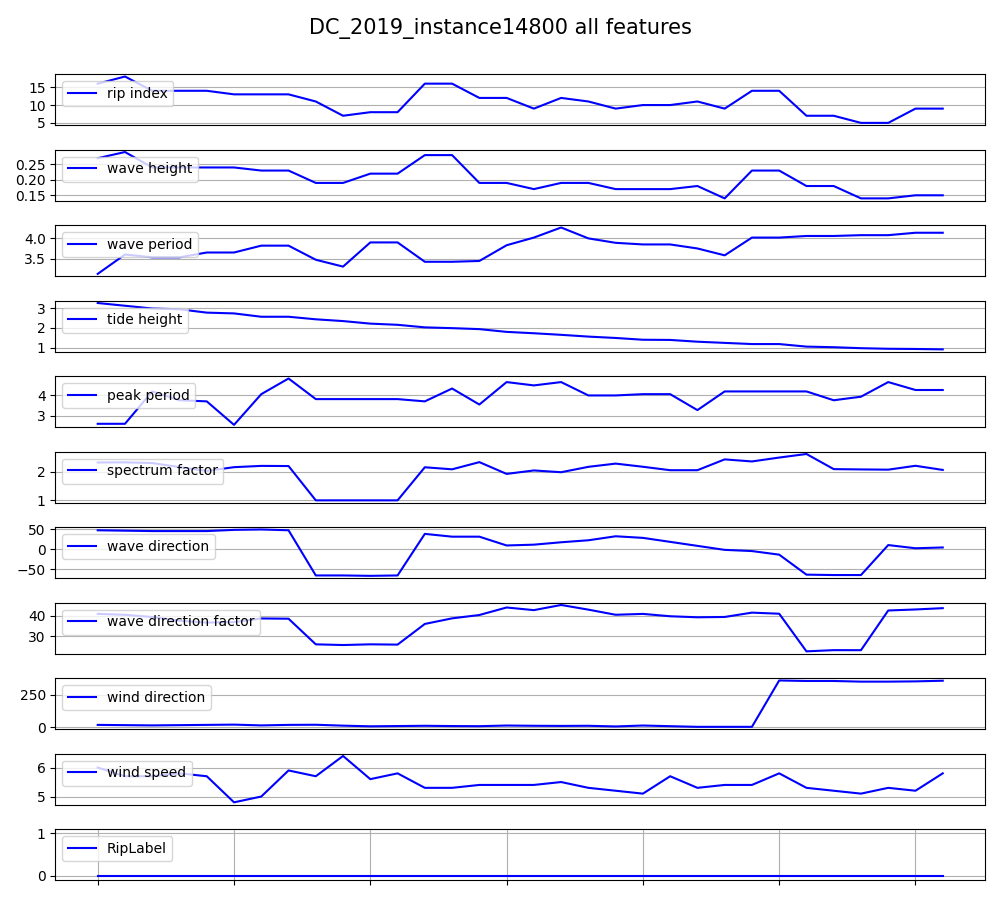 DC_2019_instance14800 all features
15
10
5
rip index
0.25
0.20
0.15
wave height
4.0
3.5
wave period
3
2
1
tide height
4
3
peak period
2
1
spectrum factor
50
0
−50
wave direction
40
30
wave direction factor
250
0
wind direction
6
5
wind speed
1
0
RipLabel